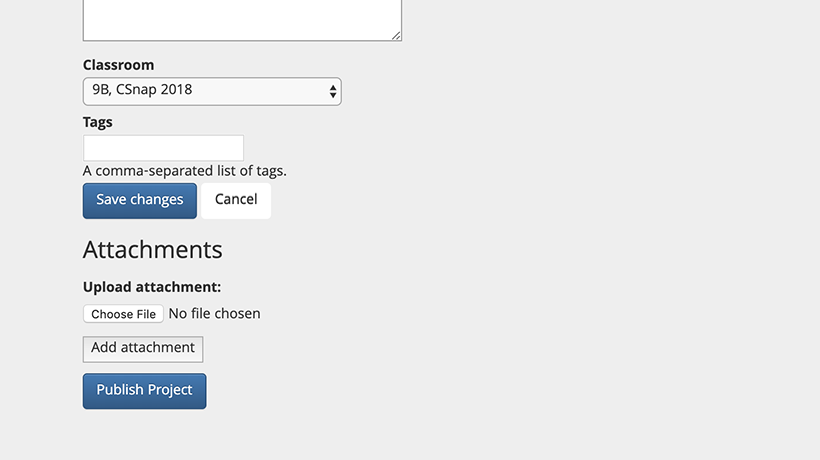 Classroom
9B, CSnap 2018
Tags
A comma-separated list of tags.
Save changes Cancel
Attachments
Upload attachment:
Choose File No file chosen
Add attachment
Publish Project